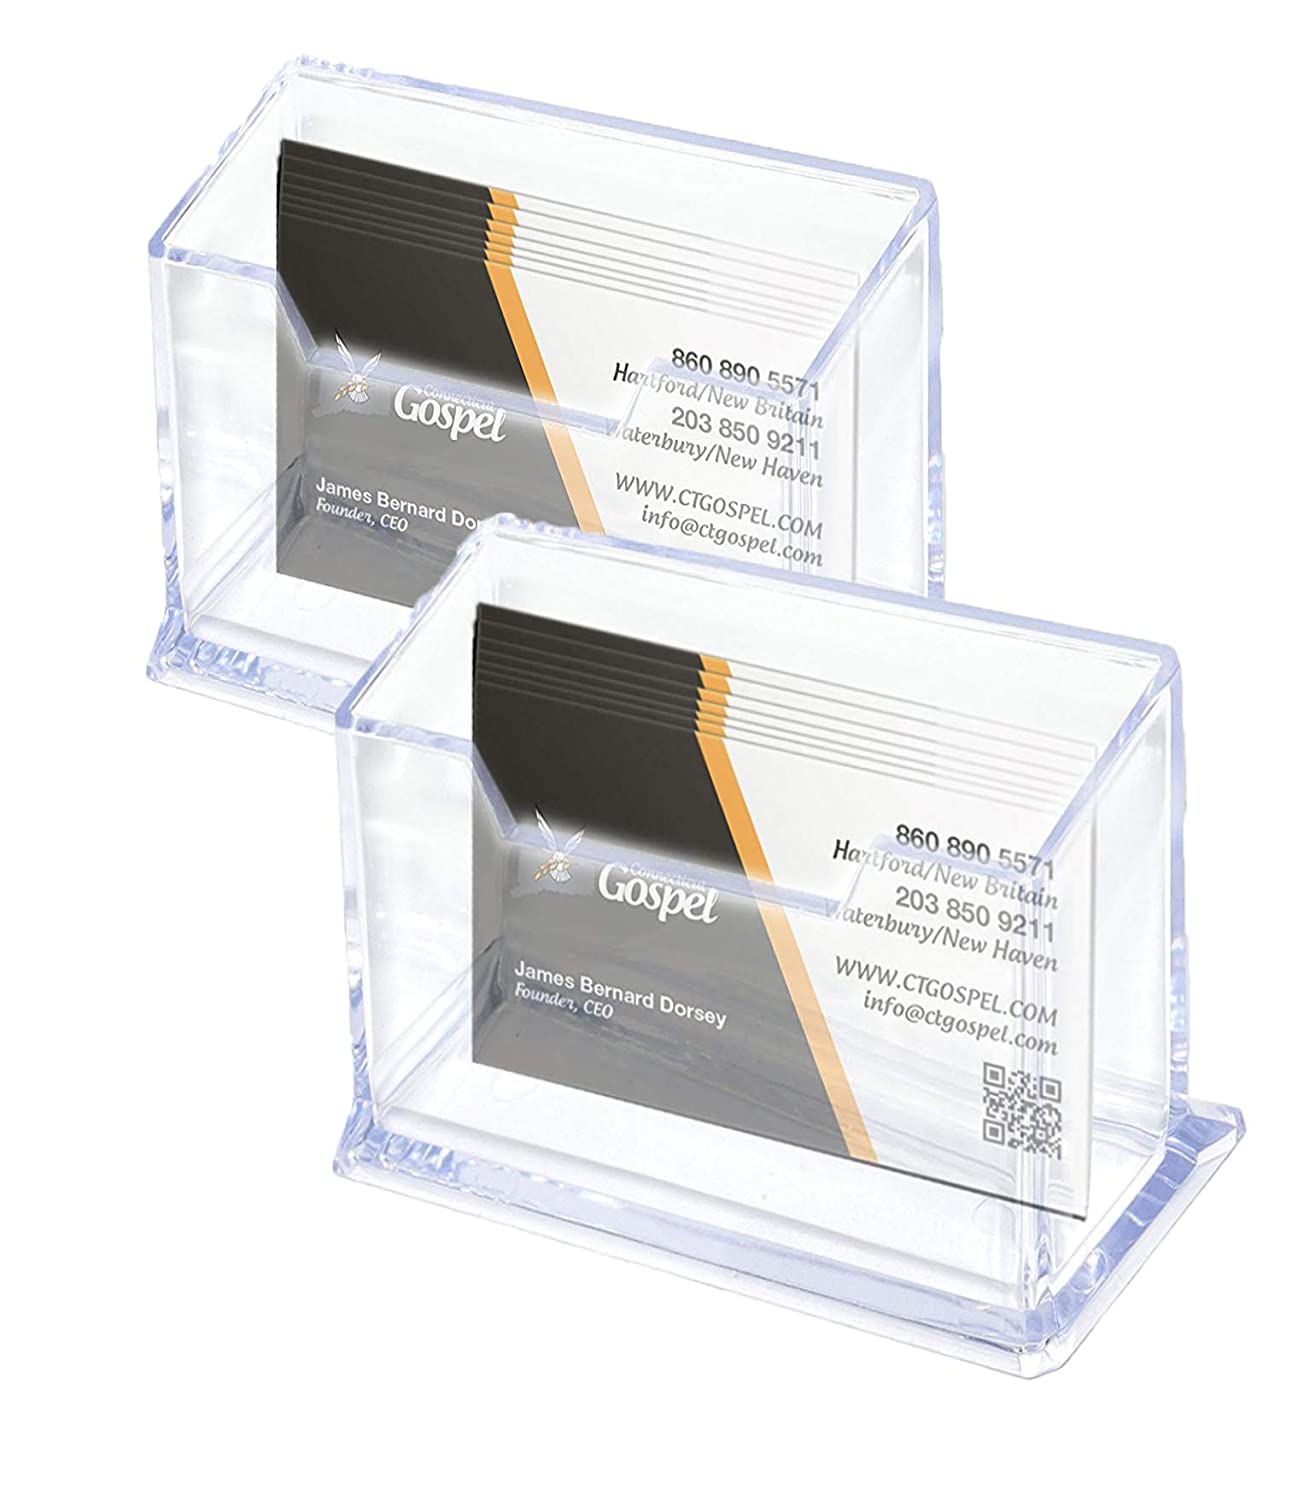 860 890 5571
Hartford/New Britain
203 850 9211
Waterbury/New Haven
WWW.CTGOSPEL.COM
info@ctgospel.com
Connecticut
Gospel
James Bernard
Founder, CEO
860 890 5571
Hartford/New Britain
203 850 9211
Waterbury/New Haven
WWW.CTGOSPEL.COM
info@ctgospel.com
Connecticut
Gospel
James Bernard Dorsey
Founder, CEO